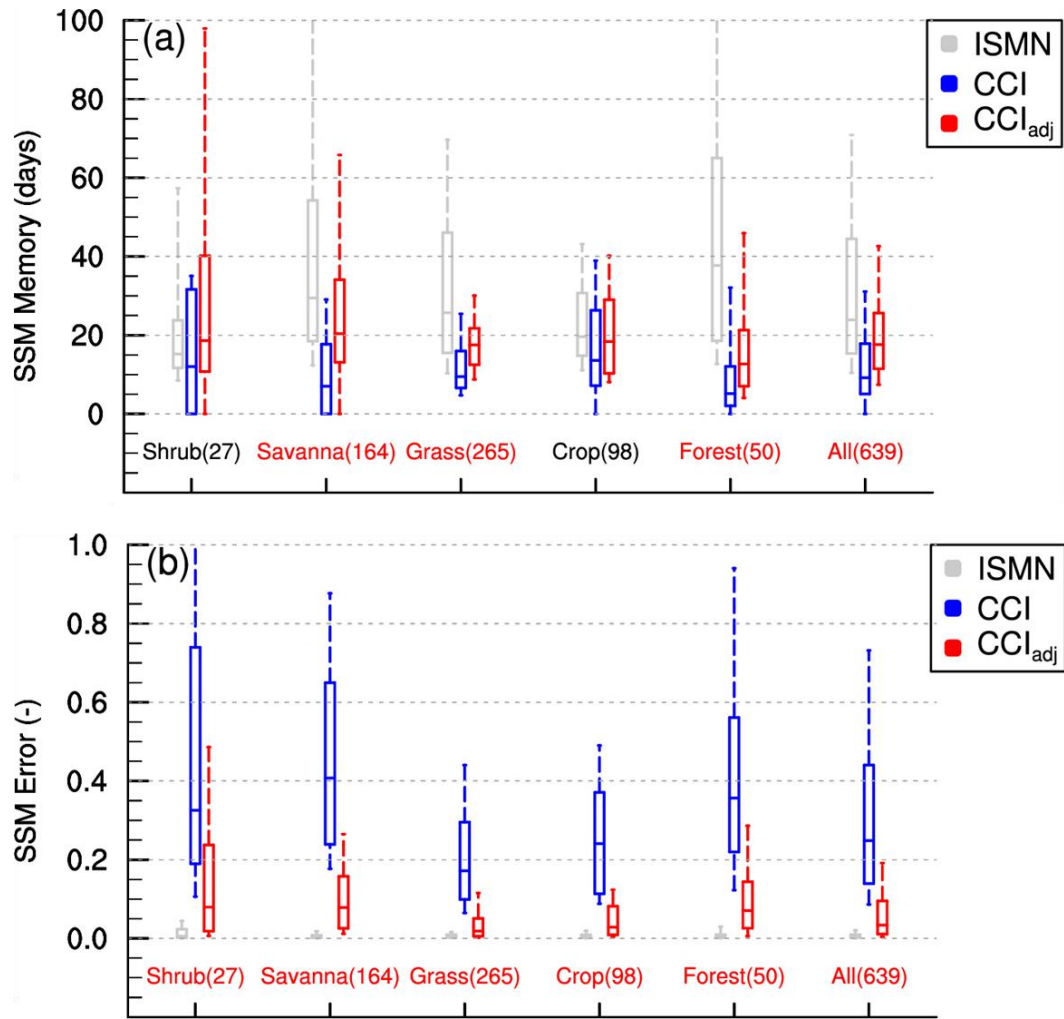 (a)
SSM Memory (days)
100
80
60
40
20
0
ISMN
CCI
CCIadj
Shrub(27) Savanna(164) Grass(265) Crop(98) Forest(50) All(639)
(b)
SSM Error (-)
1.0
0.8
0.6
0.4
0.2
0.0
ISMN
CCI
CCIadj
Shrub(27) Savanna(164) Grass(265) Crop(98) Forest(50) All(639)